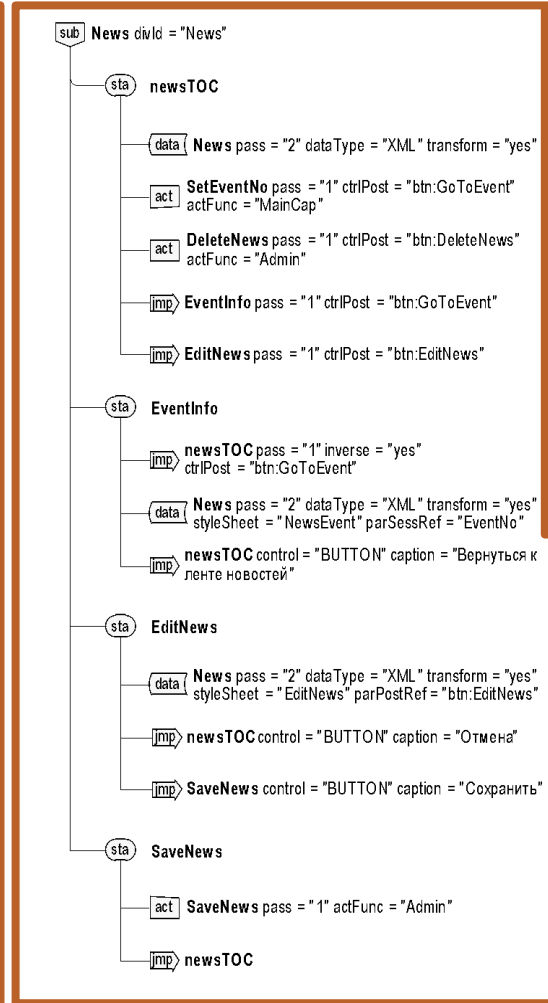 sub News divId = "News"
sta newsTOC
data News pass = "2" dataType = "XML" transform = "yes"
act SetEventNo pass = "1" ctrlPost = "btn:GoToEvent"
actFunc = "MainCap"
act DeleteNews pass = "1" ctrlPost = "btn:DeleteNews"
actFunc = "Admin"
jmp EventInfo pass = "1" ctrlPost = "btn:GoToEvent"
jmp EditNews pass = "1" ctrlPost = "btn:EditNews"
sta EventInfo
jmp newsTOC pass = "1" inverse = "yes"
ctrlPost = "btn:GoToEvent"
data News pass = "2" dataType = "XML" transform = "yes"
styleSheet = "NewsEvent" parSessRef = "EventNo"
jmp newsTOC control = "BUTTON" caption = "Вернуться к
ленте новостей"
sta EditNews
data News pass = "2" dataType = "XML" transform = "yes"
styleSheet = "EditNews" parPostRef = "btn:EditNews"
jmp newsTOC control = "BUTTON" caption = "Отмена"
jmp SaveNews control = "BUTTON" caption = "Сохранить"
sta SaveNews
act SaveNews pass = "1" actFunc = "Admin"
jmp newsTOC